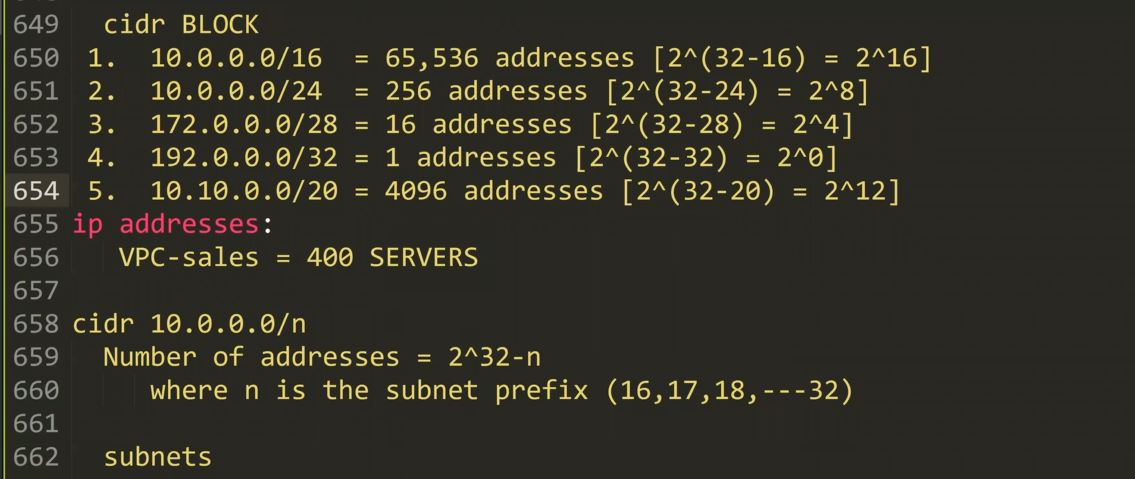 649 cidr BLOCK
650 1. 10.0.0.0/16 = 65,536 addresses [2^(32-16) = 2^16]
651 2. 10.0.0.0/24 = 256 addresses [2^(32-24) = 2^8]
652 3. 172.0.0.0/28 = 16 addresses [2^(32-28) = 2^4]
653 4. 192.0.0.0/32 = 1 addresses [2^(32-32) = 2^0]
654 5. 10.10.0.0/20 = 4096 addresses [2^(32-20) = 2^12]
655 ip addresses:
656 VPC-sales = 400 SERVERS
657
658 cidr 10.0.0.0/n
659 Number of addresses = 2^32-n
660 where n is the subnet prefix (16,17,18,---32)
661
662 subnets